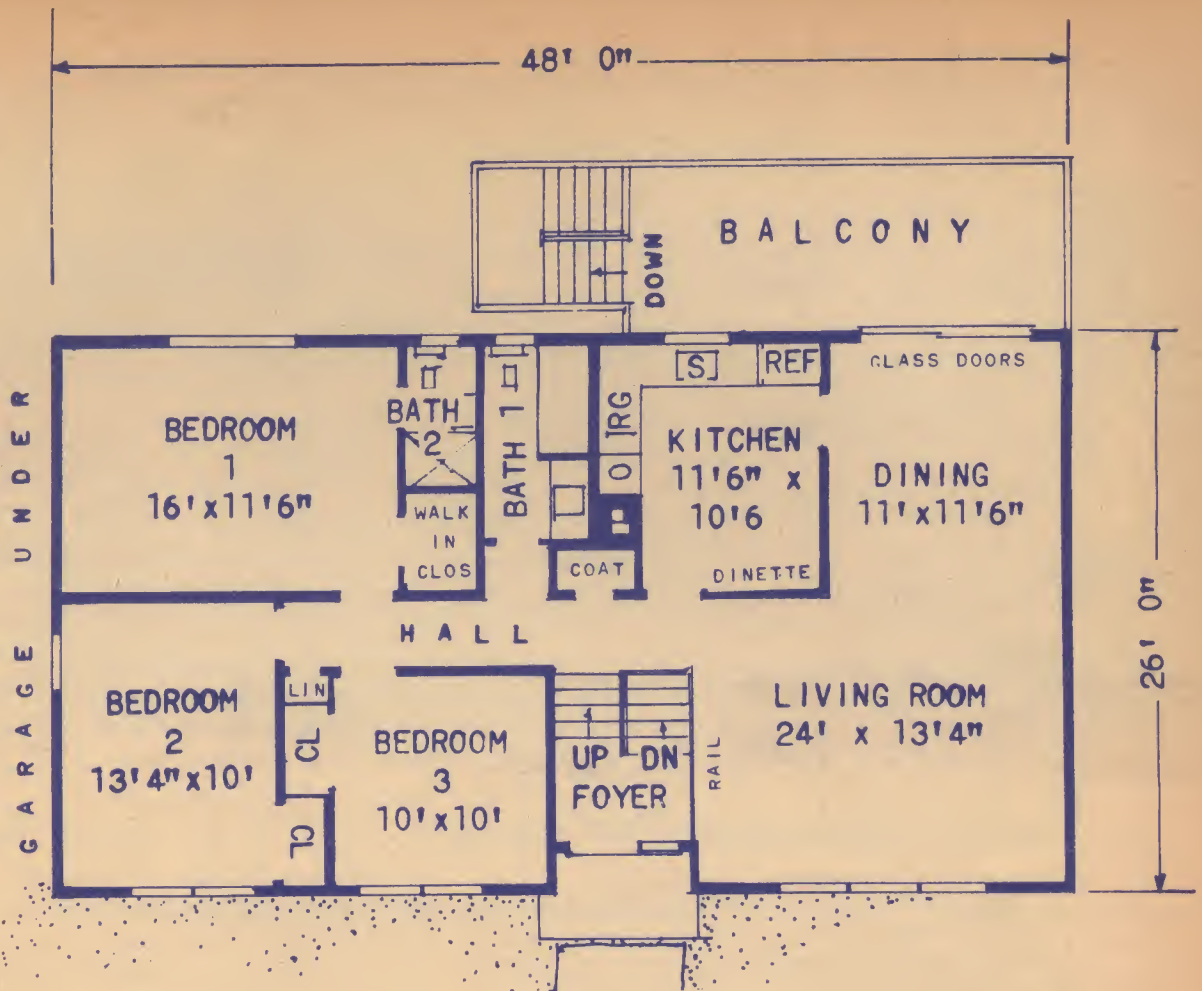 48' 0"
BALCONY
DOWN
GLASS DOORS
BEDROOM
1
16'x11'6"
BATH
2
WALK
IN
CLOS
BATH 1
[S]
REF
RG
O
KITCHEN
11'6" x
10'6
DINETTE
DINING
11'x11'6"
COAT
HALL
GARAGE UNDER
BEDROOM
2
13'4"x10'
LIN
CL
CL
BEDROOM
3
10'x10'
UP DN
FOYER
RAIL
LIVING ROOM
24' x 13'4"
26' 0"